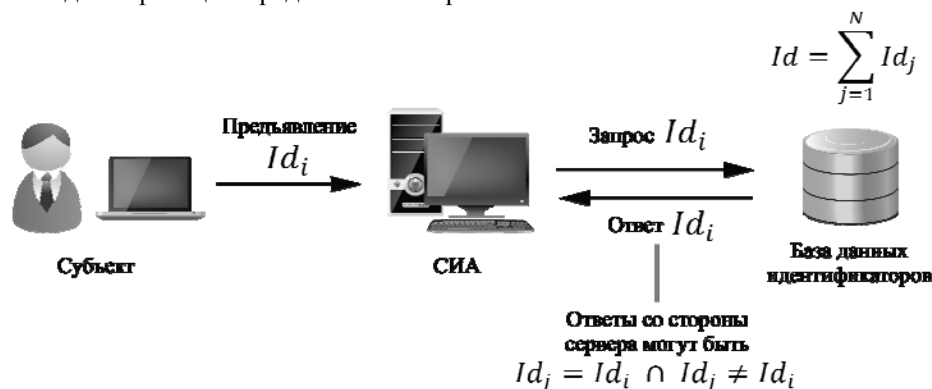 Id = \sum_{j=1}^{N} Id_j
Предъявление
Id_i
Запрос Id_i
Ответ Id_i
Субъект
СИА
База данных
идентификаторов
Ответы со стороны
сервера могут быть
Id_j = Id_i ∩ Id_j ≠ Id_i